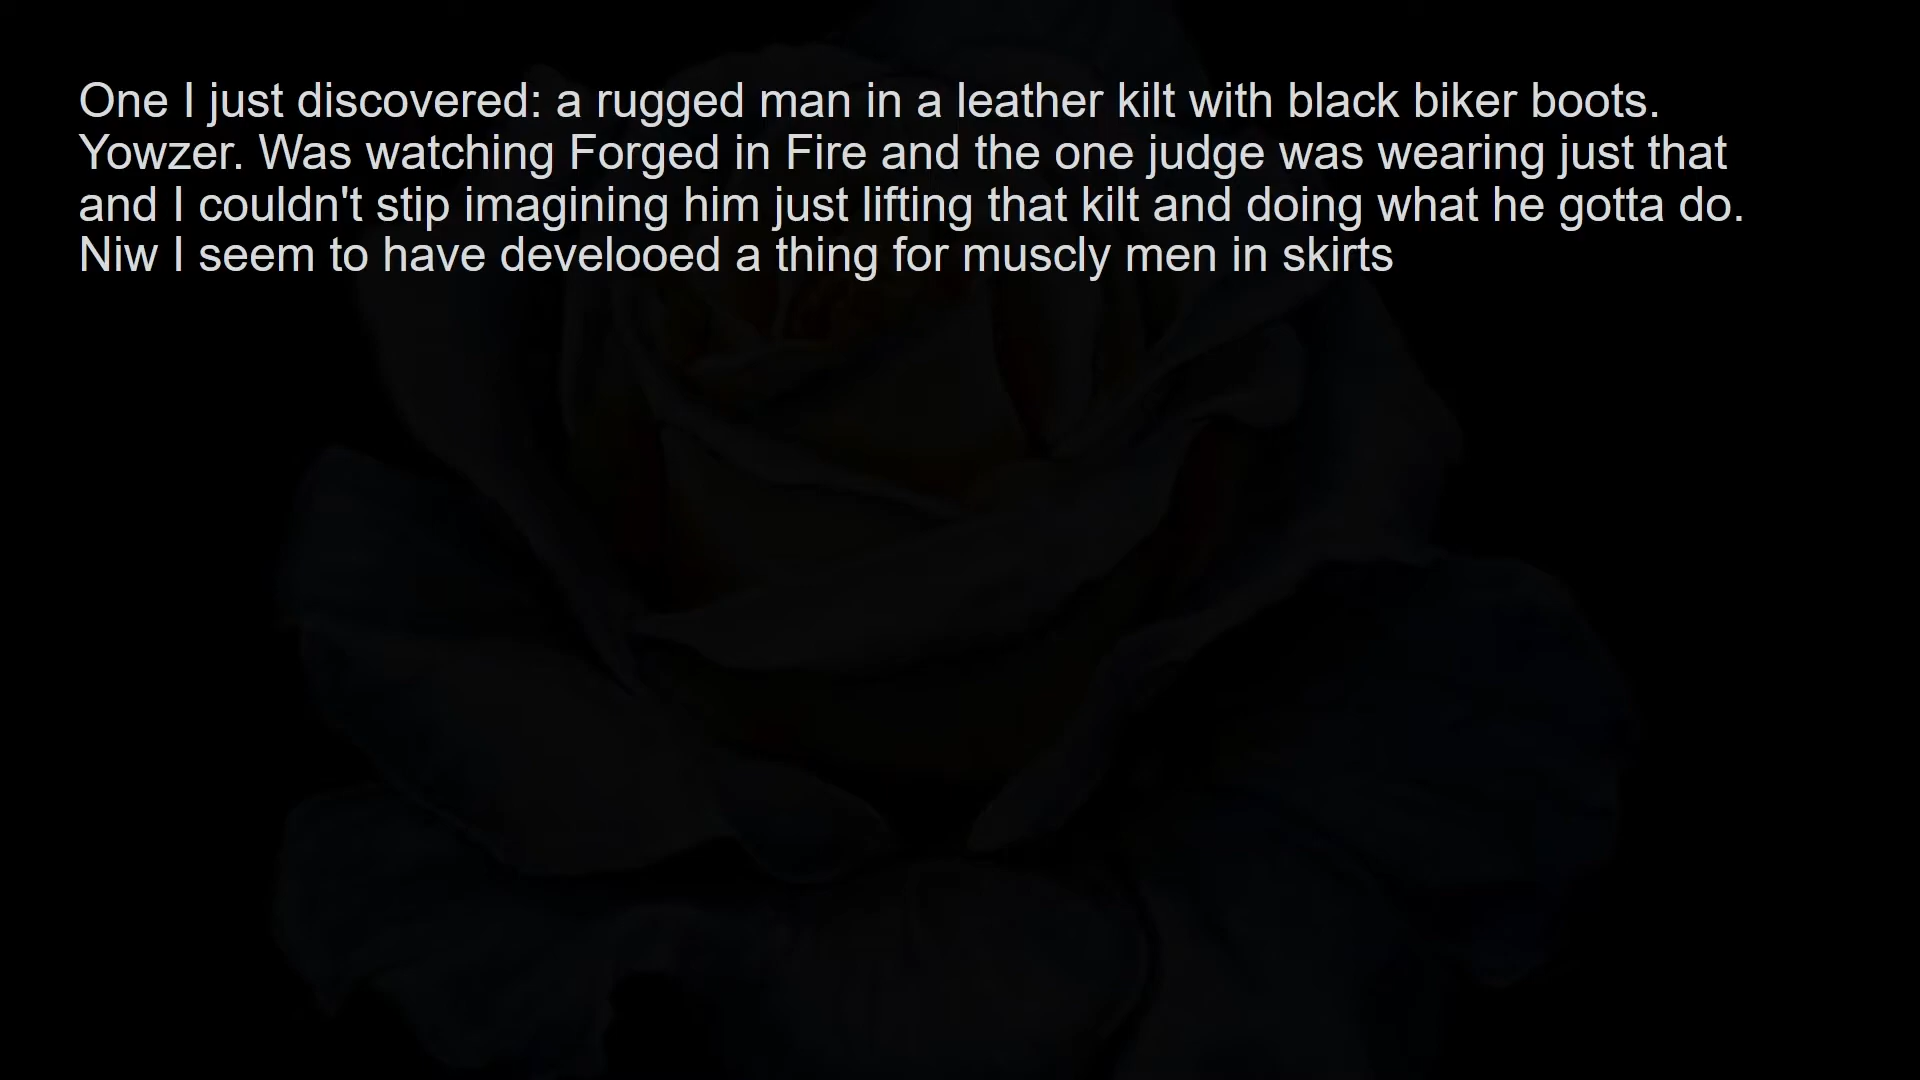 One I just discovered: a rugged man in a leather kilt with black biker boots.
Yowzer. Was watching Forged in Fire and the one judge was wearing just that
and I couldn't stip imagining him just lifting that kilt and doing what he gotta do.
Niw I seem to have develooed a thing for muscly men in skirts